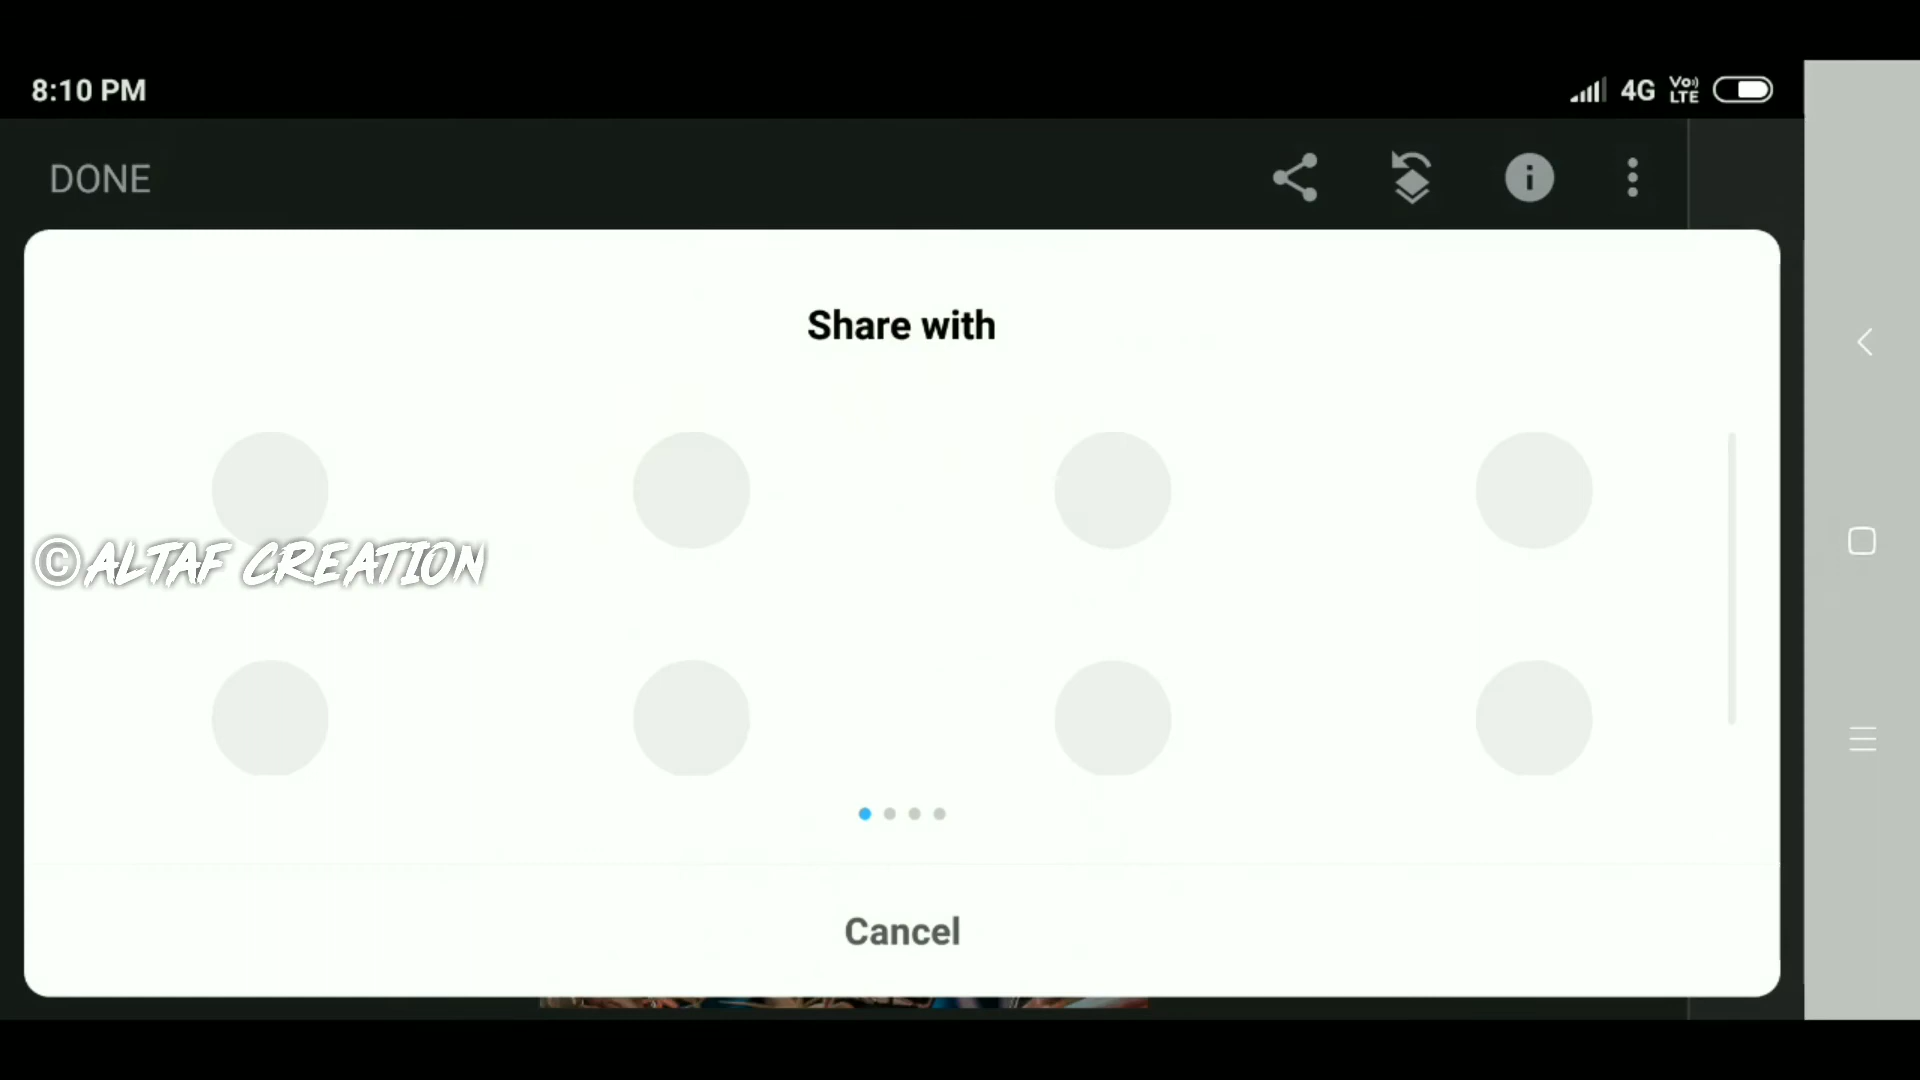 8:10 PM
4G
Vo))
LTE
DONE
Share with
©ALTAF CREATION
Cancel